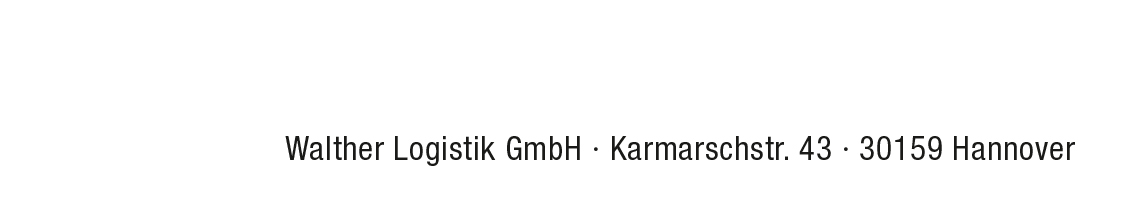 Walther Logistik GmbH · Karmarschstr. 43 · 30159 Hannover